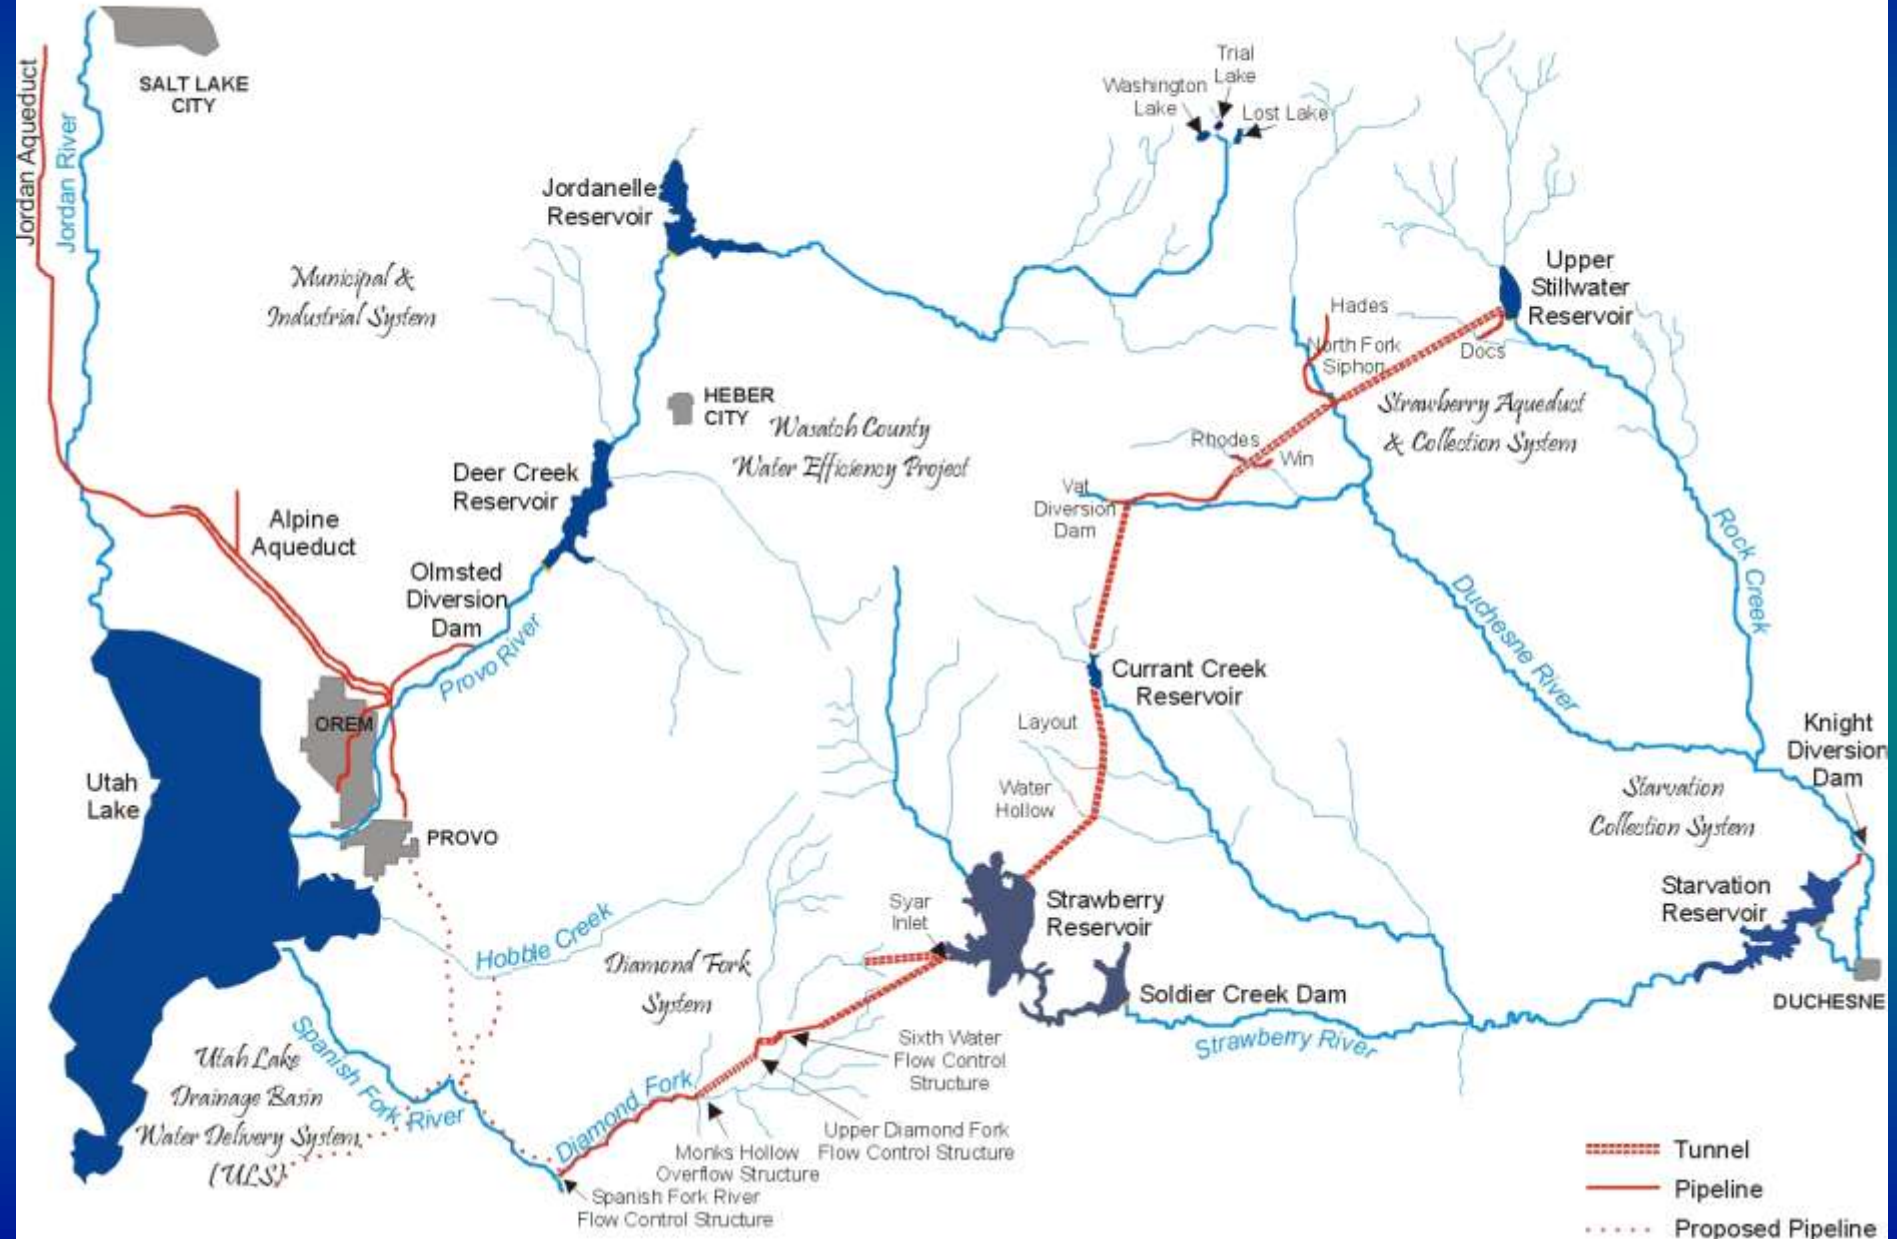 SALT LAKE
CITY
Jordan Aqueduct
Jordan River
Trial
Lake
Washington
Lake
Lost Lake
Jordanelle
Reservoir
Municipal &
Industrial System
Upper
Stillwater
Reservoir
Hades
North Fork
Siphon
Docs
HEBER
CITY
Wasatch County
Water Efficiency Project
Strawberry Aqueduct
& Collection System
Rhodes
Win
Deer Creek
Reservoir
Vat
Diversion
Dam
Alpine
Aqueduct
Rock Creek
Olmsted
Diversion
Dam
Provo River
Duchesne River
Currant Creek
Reservoir
OREM
Layout
Knight
Diversion
Dam
Utah
Lake
Water
Hollow
Starvation
Collection System
PROVO
Syar
Inlet
Strawberry
Reservoir
Starvation
Reservoir
Hobble Creek
Diamond Fork
System
Soldier Creek Dam
DUCHESNE
Strawberry River
Spanish Fork River
Utah Lake
Drainage Basin
Water Delivery System
(ULS)
Sixth Water
Flow Control
Structure
Diamond Fork
Upper Diamond Fork
Flow Control Structure
Monks Hollow
Overflow Structure
Spanish Fork River
Flow Control Structure
Tunnel
Pipeline
Proposed Pipeline